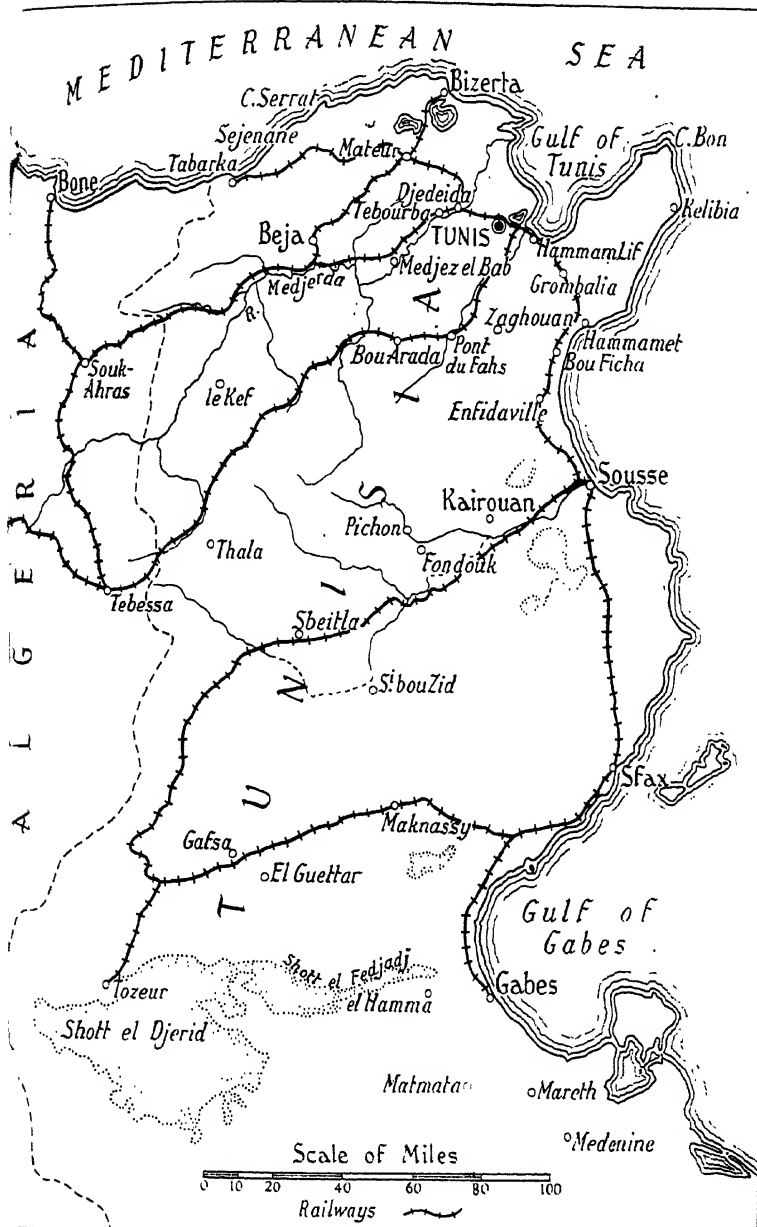 MEDITERRANEAN SEA
Bizerta
C. Serrat
Sejenane
Tabarka
Mateur
Gulf of
Tunis
C. Bon
Bone
Djedeida
Tebourba
Kelibia
Beja
TUNIS
Hammam Lif
Medjez el Bab
Medjerda
R.
Grombalia
Zaghouan
Hammamet
Bou Arada
Pont
du Fahs
Bou Ficha
Souk-
Ahras
le Kef
Enfidaville
ALGERIA
TUNISIA
Sousse
Kairouan
Pichon
Thala
Fondouk
Tebessa
Sbeitla
Si bou Zid
Sfax
Maknassy
Gafsa
El Guettar
Gulf of
Gabes
Shott el Fedjadj
Tozeur
el Hamma
Gabes
Shott el Djerid
Matmata
Mareth
Medenine
Scale of Miles
0 10 20 40 60 80 100
Railways